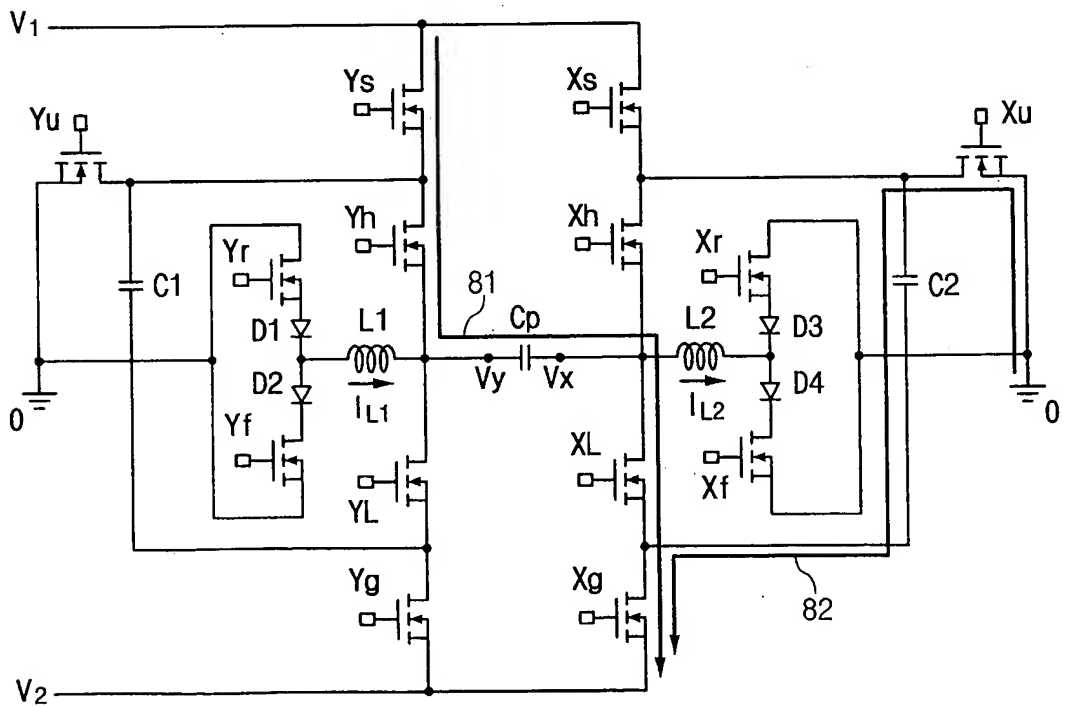 V1
Ys
Xs
Yu
Xu
Yh
Xh
Yr
Xr
81
C1
C2
D1
L1
Cp
L2
D3
D2
Vy
Vx
D4
IL1
IL2
0
0
Yf
XL
YL
Xf
Yg
Xg
82
V2